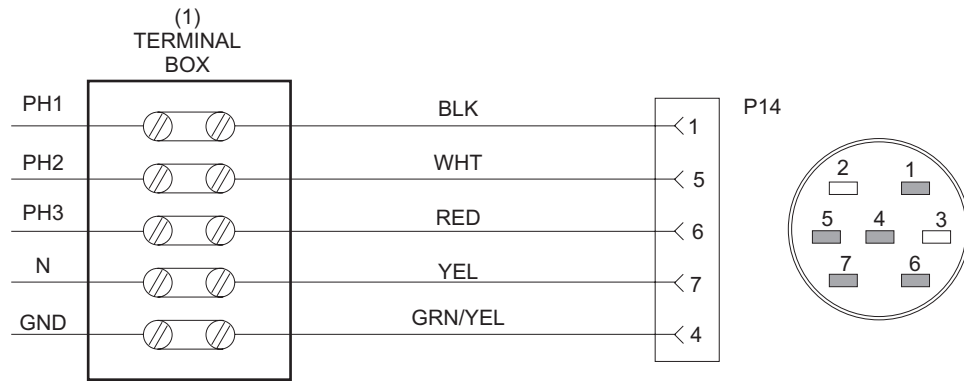 (1)
TERMINAL
BOX
P14
PH1 BLK 1
PH2 WHT 5
PH3 RED 6
N YEL 7
GND GRN/YEL 4
2 1
5 4 3
7 6